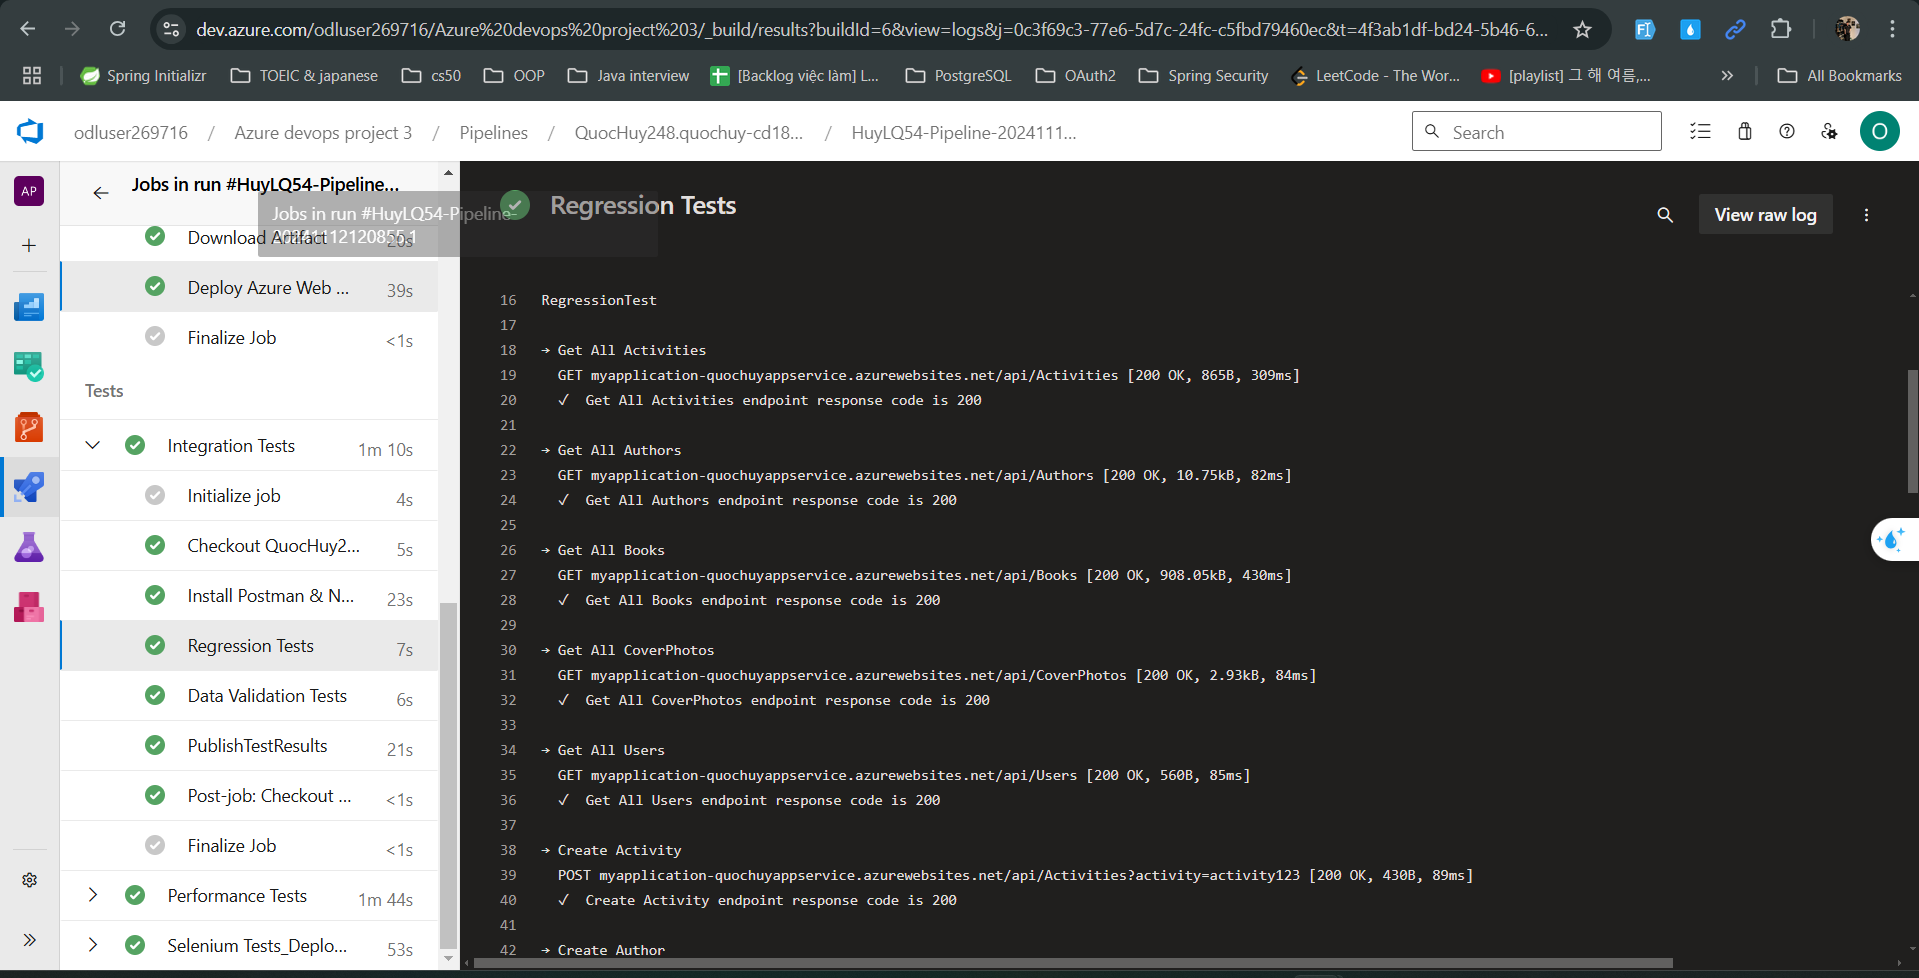 dev.azure.com/odluser269716/Azure%20devops%20project%203/_build/results?buildId=6&view=logs&j=0c3f69c3-77e6-5d7c-24fc-c5fbd79460ec&t=4f3ab1df-bd24-5b46-6...
Spring Initializr
TOEIC & japanese
cs50
OOP
Java interview
[Backlog việc làm] L...
PostgreSQL
OAuth2
Spring Security
LeetCode - The Wor...
[playlist] 그 해 여름,...
All Bookmarks
odluser269716 / Azure devops project 3 / Pipelines / QuocHuy248.quochuy-cd18... / HuyLQ54-Pipeline-2024111...
Search
O
AP
Jobs in run #HuyLQ54-Pipeline...
Jobs in run #HuyLQ54-Pipeline-
20241112120855.1
Download Artifact 20s
Deploy Azure Web ... 39s
Finalize Job <1s
Tests
Integration Tests 1m 10s
Initialize job 4s
Checkout QuocHuy2... 5s
Install Postman & N... 23s
Regression Tests 7s
Data Validation Tests 6s
PublishTestResults 21s
Post-job: Checkout ... <1s
Finalize Job <1s
Performance Tests 1m 44s
Selenium Tests_Deplo... 53s
Regression Tests
View raw log
16 RegressionTest
17
18 → Get All Activities
19 GET myapplication-quochuyappservice.azurewebsites.net/api/Activities [200 OK, 865B, 309ms]
20 ✓ Get All Activities endpoint response code is 200
21
22 → Get All Authors
23 GET myapplication-quochuyappservice.azurewebsites.net/api/Authors [200 OK, 10.75kB, 82ms]
24 ✓ Get All Authors endpoint response code is 200
25
26 → Get All Books
27 GET myapplication-quochuyappservice.azurewebsites.net/api/Books [200 OK, 908.05kB, 430ms]
28 ✓ Get All Books endpoint response code is 200
29
30 → Get All CoverPhotos
31 GET myapplication-quochuyappservice.azurewebsites.net/api/CoverPhotos [200 OK, 2.93kB, 84ms]
32 ✓ Get All CoverPhotos endpoint response code is 200
33
34 → Get All Users
35 GET myapplication-quochuyappservice.azurewebsites.net/api/Users [200 OK, 560B, 85ms]
36 ✓ Get All Users endpoint response code is 200
37
38 → Create Activity
39 POST myapplication-quochuyappservice.azurewebsites.net/api/Activities?activity=activity123 [200 OK, 430B, 89ms]
40 ✓ Create Activity endpoint response code is 200
41
42 → Create Author